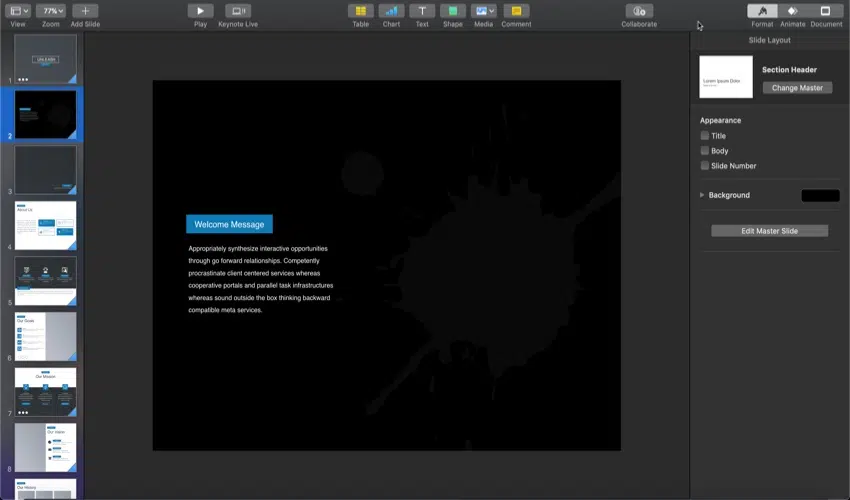 View
77%
Zoom
Add Slide
Play
Keynote Live
Table
Chart
Text
Shape
Media
Comment
Collaborate
Format
Animate
Document
Slide Layout
Lorem Ipsum Dolor
Section Header
Change Master
Appearance
Title
Body
Slide Number
Background
Edit Master Slide
Welcome Message
Appropriately synthesize interactive opportunities
through go forward relationships. Competently
procrastinate client centered services whereas
cooperative portals and parallel task infrastructures
whereas sound outside the box thinking backward
compatible meta services.
1
2
3
4
About Us
5
6
Our Goals
7
Our Mission
8
Our Vision
Our History